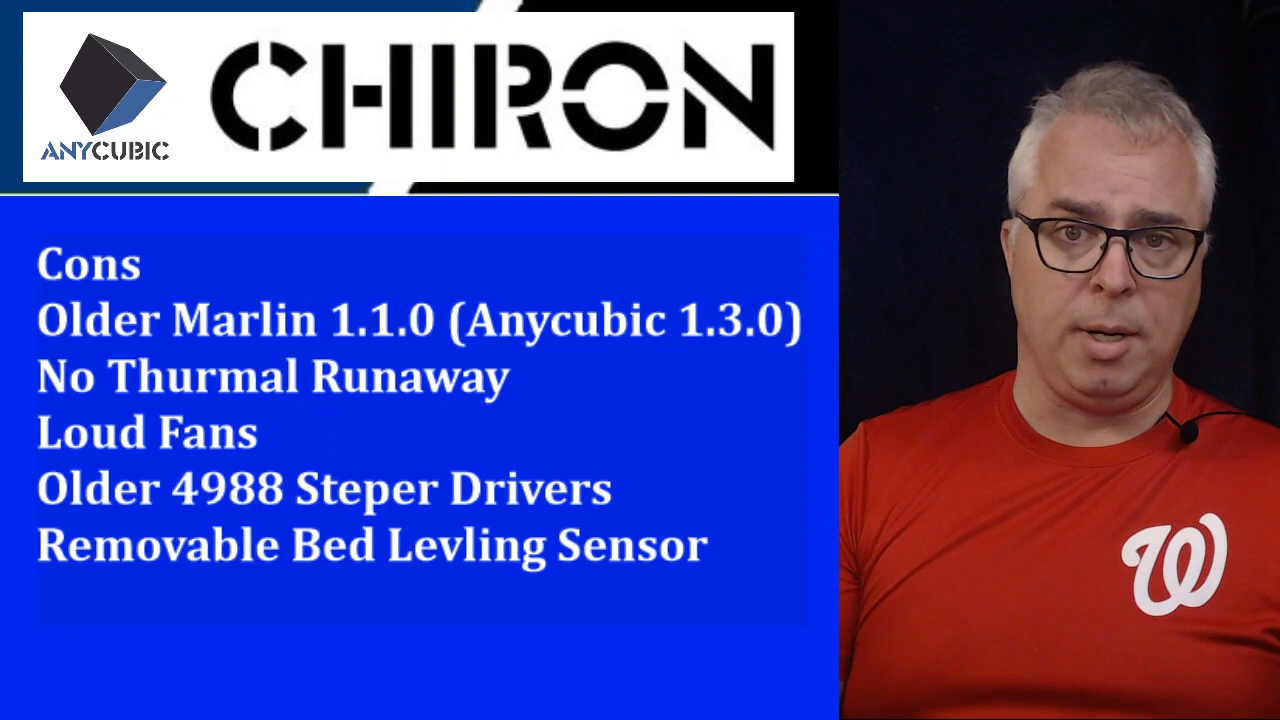 ANYCUBIC
CHIRON
Cons
Older Marlin 1.1.0 (Anycubic 1.3.0)
No Thurmal Runaway
Loud Fans
Older 4988 Steper Drivers
Removable Bed Levling Sensor
W